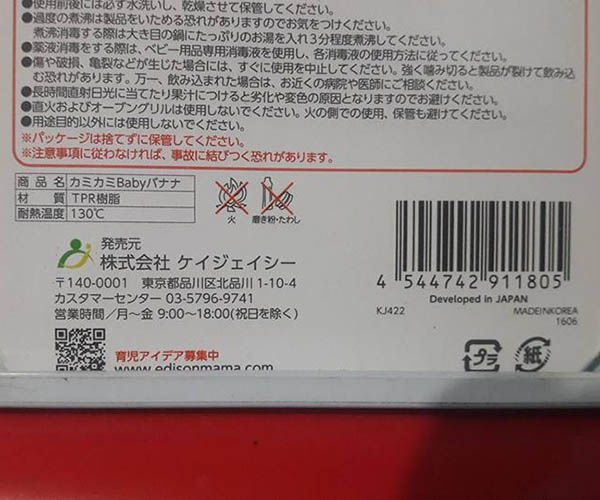 ●使用前後には必ず水洗いし、乾燥させて保管してください。
●過度の煮沸は製品をいためる恐れがありますのでお気をつけください。
煮沸消毒する際は大き目の鍋にたっぷりのお湯を入れ3分程度煮沸してください。
●薬液消毒をする際は、ベビー用品専用消毒液を使用し、各消毒液の使用方法に従ってください。
●傷や破損、亀裂などが生じた場合には、すぐに使用を中止してください。強く噛み切ると製品が裂けて飲み込
む恐れがあります。万一、飲み込まれた場合は、お近くの病院や医師にご相談ください。
●長時間直射日光に当てたり果汁につけると劣化や変色の原因となりますのでお避けください。
●直火およびオーブングリルは使用しないでください。火の側での使用、保管も避けてください。
●用途目的以外には使用しないでください。
※パッケージは捨てずに保管してください。
※注意事項に従わなければ、事故に結びつく恐れがあります。
商品名 カミカミBabyバナナ
材質 TPR樹脂
耐熱温度 130℃
火 磨き粉・たわし
発売元
株式会社 ケイジェイシー
〒140-0001 東京都品川区北品川 1-10-4
カスタマーセンター 03-5796-9741
営業時間/月〜金 9:00〜18:00(祝日を除く)
育児アイデア募集中
www.edisonmama.com
4 544742 911805
Developed in JAPAN
KJ422 MADEINKOREA
1606
プラ 紙